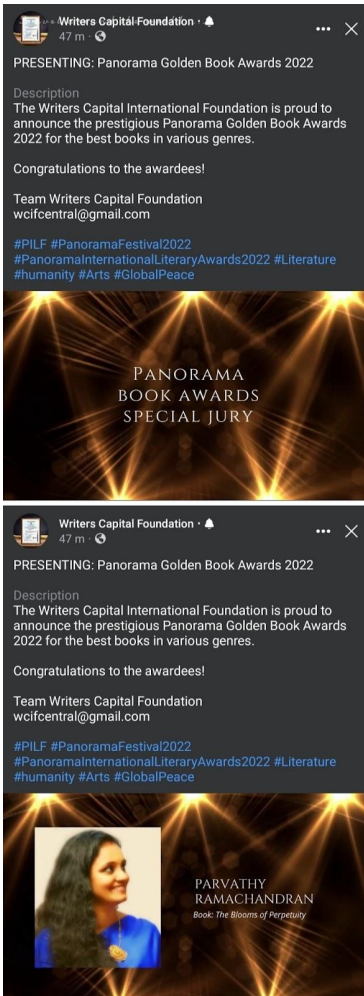 Writers Capital Foundation
47 m
PRESENTING: Panorama Golden Book Awards 2022
Description
The Writers Capital International Foundation is proud to
announce the prestigious Panorama Golden Book Awards
2022 for the best books in various genres.
Congratulations to the awardees!
Team Writers Capital Foundation
wcifcentral@gmail.com
#PILF #PanoramaFestival2022
#PanoramaInternationalLiteraryAwards2022 #Literature
#humanity #Arts #GlobalPeace
PANORAMA
BOOK AWARDS
SPECIAL JURY
Writers Capital Foundation
47 m
PRESENTING: Panorama Golden Book Awards 2022
Description
The Writers Capital International Foundation is proud to
announce the prestigious Panorama Golden Book Awards
2022 for the best books in various genres.
Congratulations to the awardees!
Team Writers Capital Foundation
wcifcentral@gmail.com
#PILF #PanoramaFestival2022
#PanoramaInternationalLiteraryAwards2022 #Literature
#humanity #Arts #GlobalPeace
PARVATHY
RAMACHANDRAN
Book: The Blooms of Perpetuity